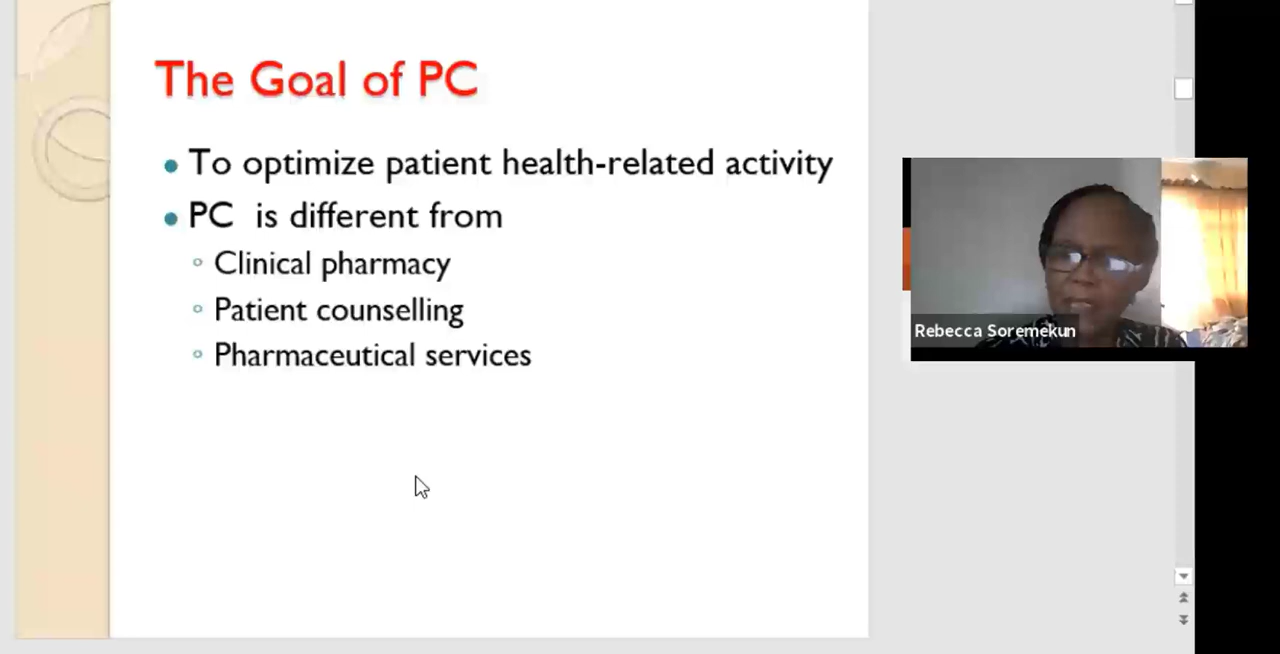 The Goal of PC
To optimize patient health-related activity
PC is different from
Clinical pharmacy
Patient counselling
Pharmaceutical services
Rebecca Soremekun